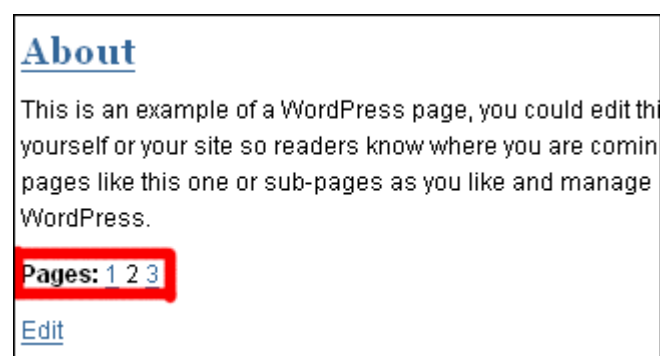 About
This is an example of a WordPress page, you could edit thi
yourself or your site so readers know where you are comin
pages like this one or sub-pages as you like and manage
WordPress.
Pages: 1 2 3
Edit